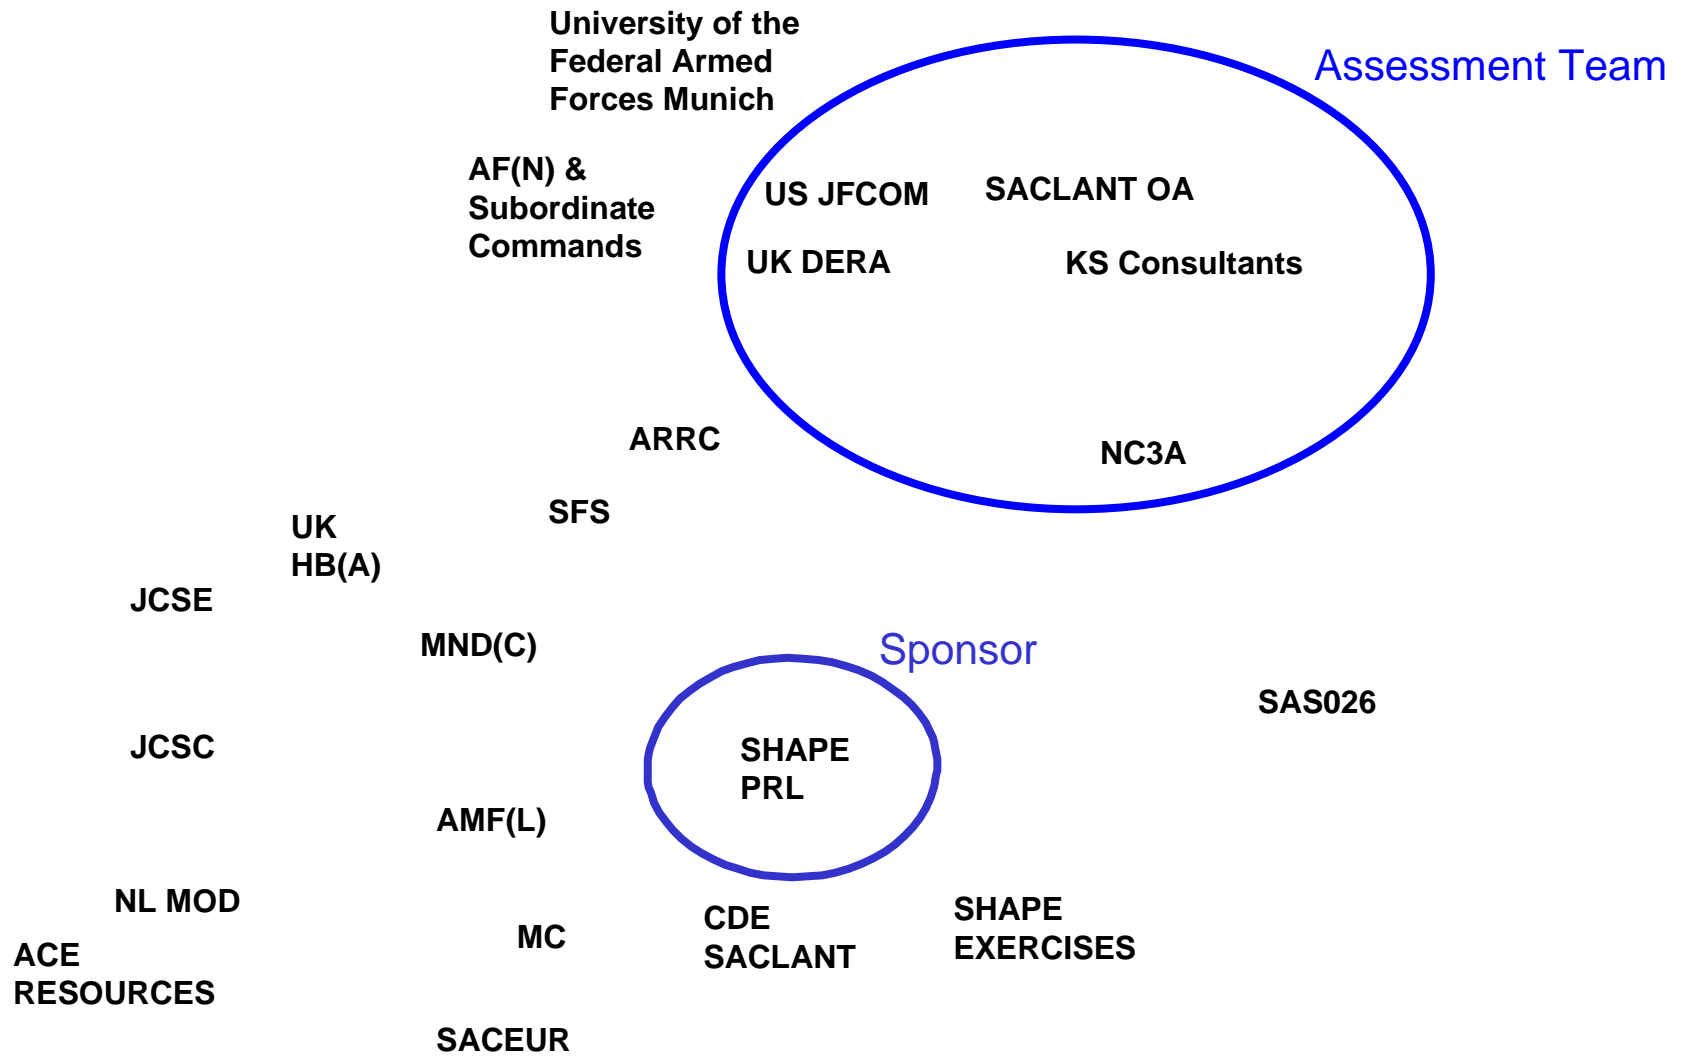 University of the
Federal Armed
Forces Munich
Assessment Team
AF(N) &
Subordinate
Commands
US JFCOM
SACLANT OA
UK DERA
KS Consultants
ARRC
NC3A
SFS
UK
HB(A)
JCSE
MND(C)
Sponsor
SAS026
JCSC
SHAPE
PRL
AMF(L)
NL MOD
MC
CDE
SACLANT
SHAPE
EXERCISES
ACE
RESOURCES
SACEUR